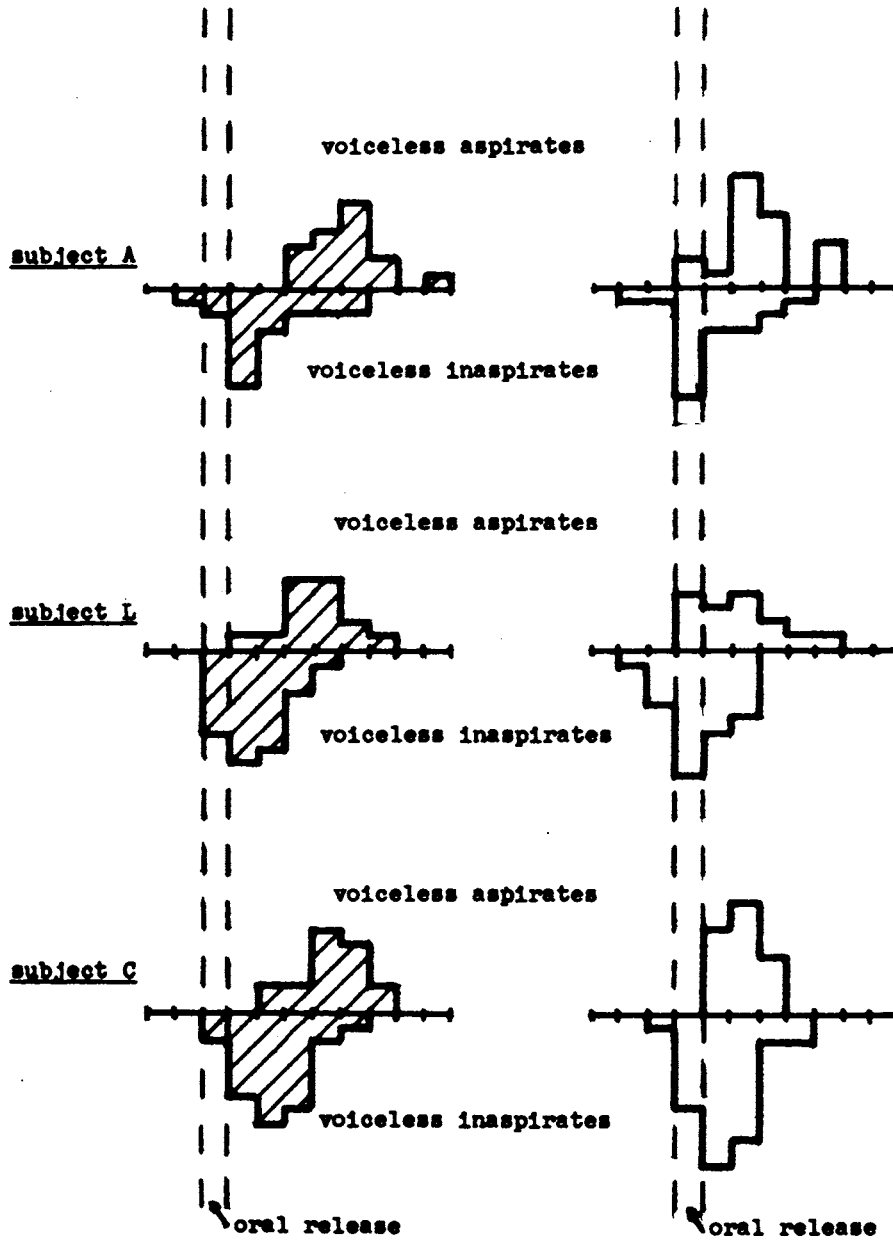 voiceless aspirates
subject A
voiceless inaspirates
voiceless aspirates
subject L
voiceless inaspirates
voiceless aspirates
subject C
voiceless inaspirates
oral release
oral release